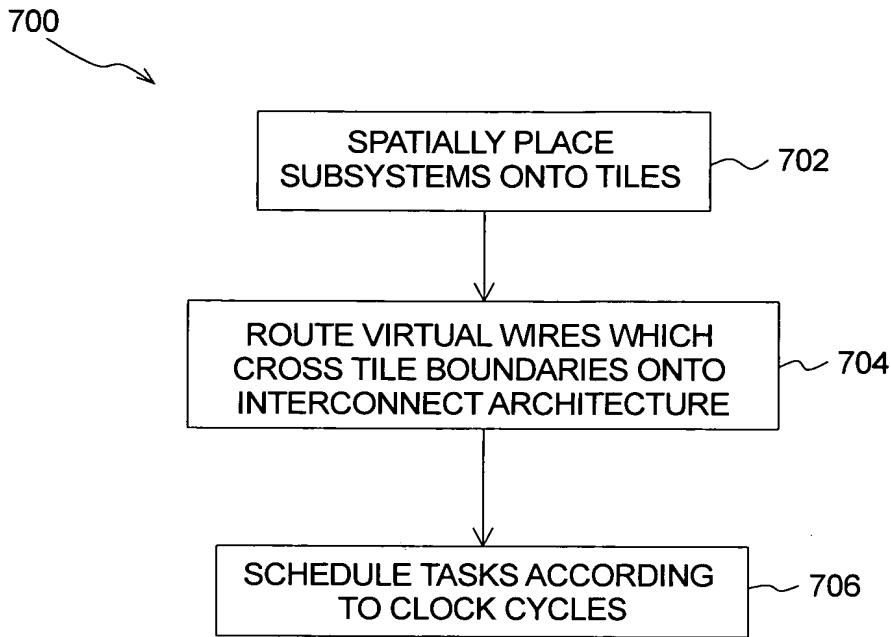 700
SPATIALLY PLACE
SUBSYSTEMS ONTO TILES
702
ROUTE VIRTUAL WIRES WHICH
CROSS TILE BOUNDARIES ONTO
INTERCONNECT ARCHITECTURE
704
SCHEDULE TASKS ACCORDING
TO CLOCK CYCLES
706